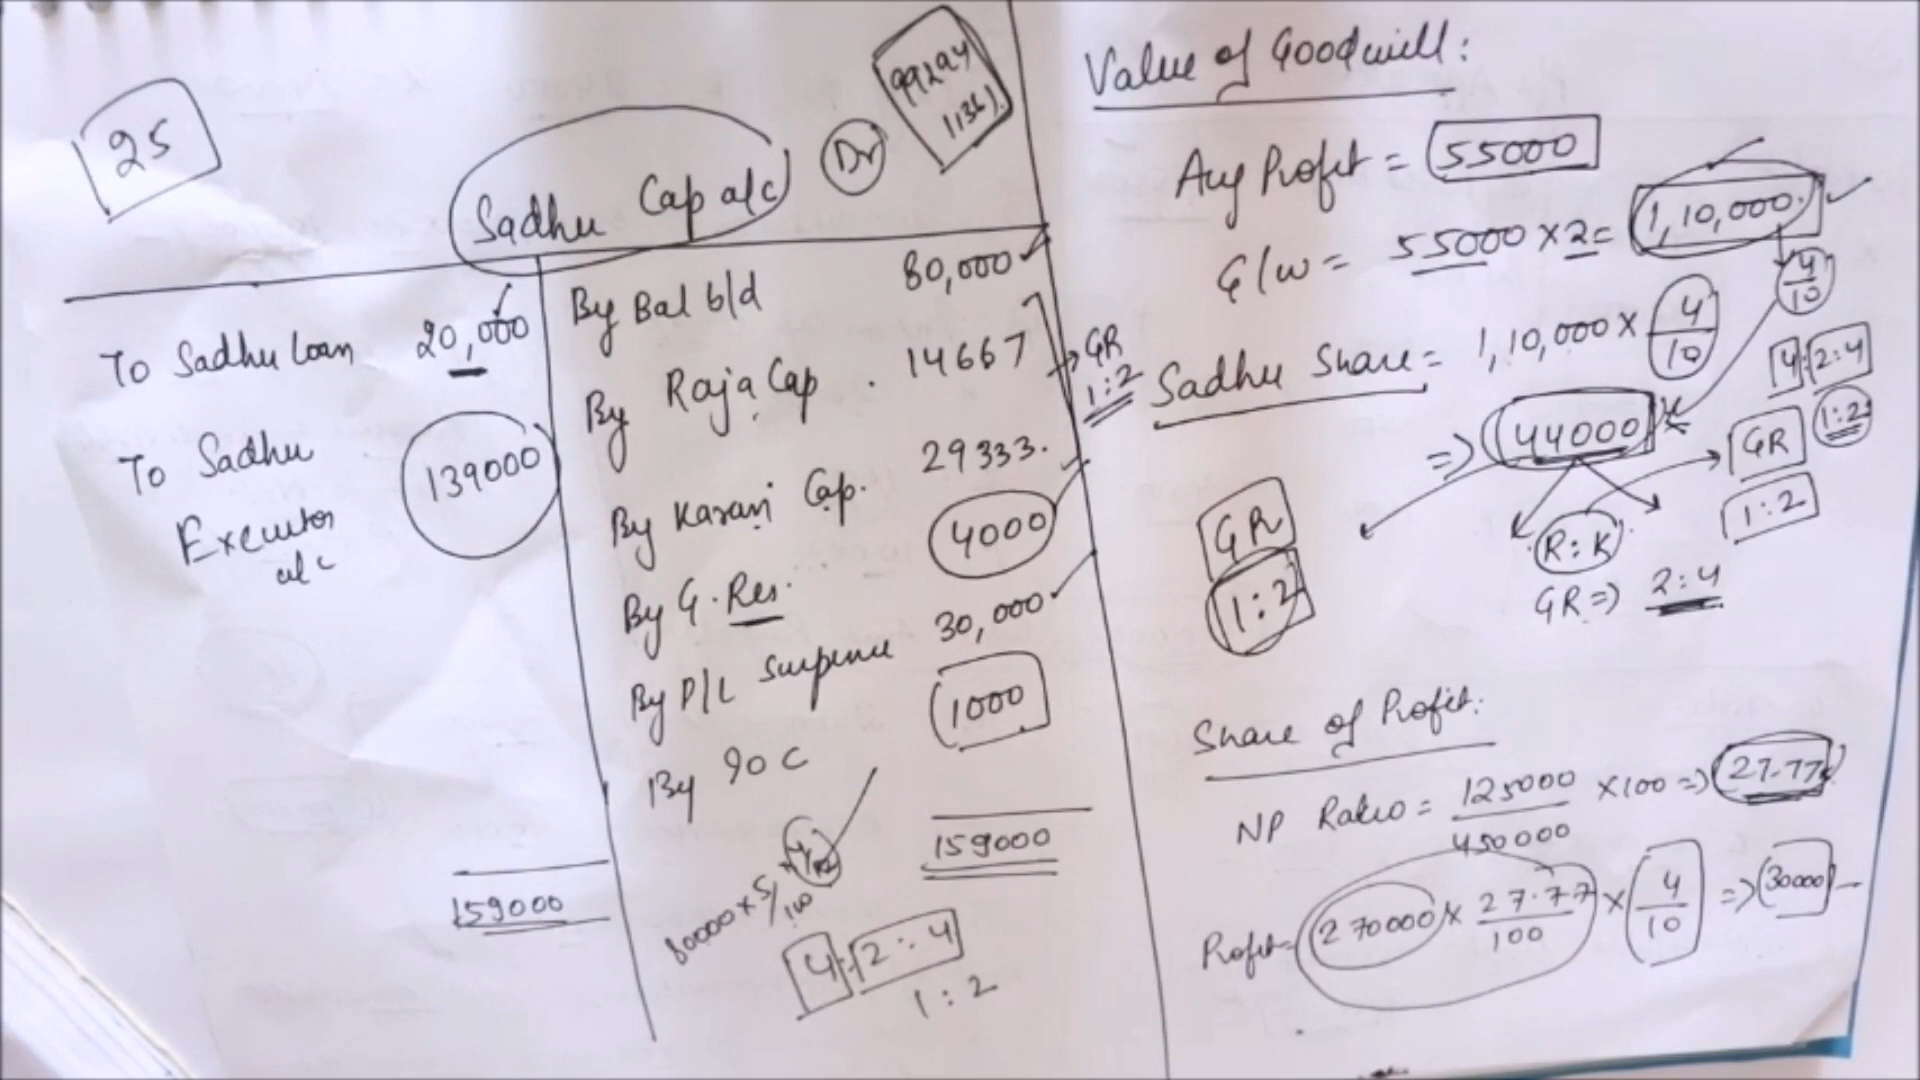 25
Sadhu Cap a/c
Dr
99294
11361
To Sadhu Loan 20,000
To Sadhu
Executor
a/c
139000
159000
By Bal b/d 80,000
By Raja Cap. 14667
GR
1:2
By Karan Cap. 29333.
By G. Res. 4000
By P/L Suspense 30,000
By IOC 1000
159000
80000 x 5/100 x
4:2:4
1:2
Value of Goodwill:
Avg Profit = 55000
G/W = 55000 x 2 = 1,10,000.
4/10
Sadhu Share = 1,10,000 x 4/10
4:2:4
1:2
=> 44000
GR
1:2
GR
1:2
R:K
GR => 2:4
Share of Profit:
NP Ratio = 125000/450000 x 100 => 27.77%
Profit = 270000 x 27.77/100 x 4/10 => 30000